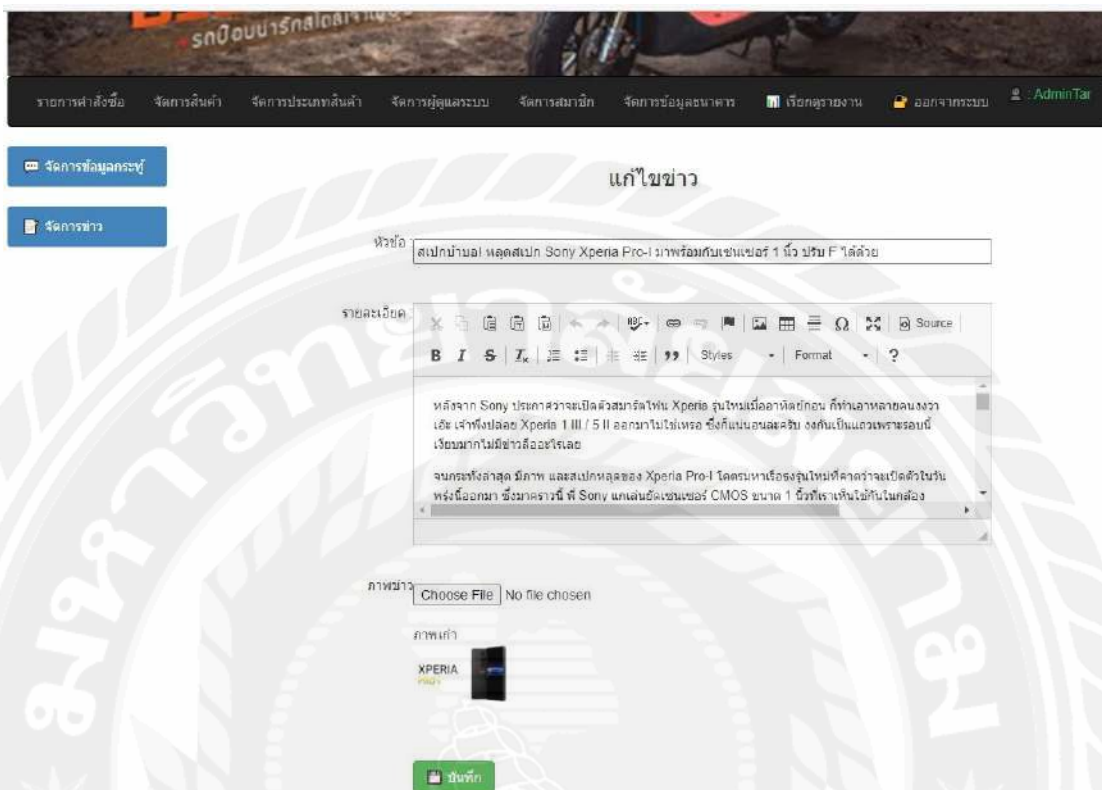 รถป๊อบน่ารักสไตล์เจ้าหญิง
รายการคำสั่งซื้อ จัดการสินค้า จัดการประเภทสินค้า จัดการผู้ดูแลระบบ จัดการสมาชิก จัดการข้อมูลธนาคาร เรียกดูรายงาน ออกจากระบบ : AdminTar
จัดการข้อมูลกระทู้
แก้ไขข่าว
จัดการข่าว
หัวข้อ : สเปกบ้าบอ! หลุดสเปก Sony Xperia Pro-I มาพร้อมกับเซนเซอร์ 1 นิ้ว ปรับ F ได้ด้วย
รายละเอียด :
Source
B I S Styles Format ?
หลังจาก Sony ประกาศว่าจะเปิดตัวสมาร์ตโฟน Xperia รุ่นใหม่เมื่ออาทิตย์ก่อน ก็ทำเอาหลายคนงงว่า
เอ๊ะ เจ้าพึ่งปล่อย Xperia 1 III / 5 II ออกมาไม่ใช่เหรอ ซึ่งก็แน่นอนละครับ งงกันเป็นแถวเพราะรอบนี้
เงียบมากไม่มีข่าวลืออะไรเลย
จนกระทั่งล่าสุด มีภาพ และสเปกหลุดของ Xperia Pro-I โคตรมหาเรือธงรุ่นใหม่ที่คาดว่าจะเปิดตัวในวัน
พรุ่งนี้ออกมา ซึ่งมาคราวนี้ พี่ Sony แกเล่นยัดเซนเซอร์ CMOS ขนาด 1 นิ้วที่เราเห็นใช้กันในกล้อง
ภาพข่าว Choose File No file chosen
ภาพเก่า
XPERIA
PRO-I
บันทึก
มหาวิทยาลัยสยาม